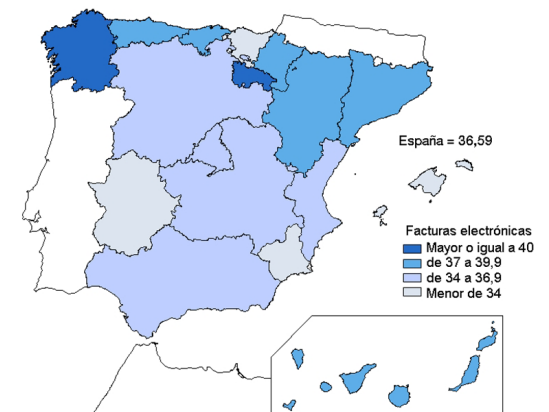 España = 36,59
Facturas electrónicas
Mayor o igual a 40
de 37 a 39,9
de 34 a 36,9
Menor de 34